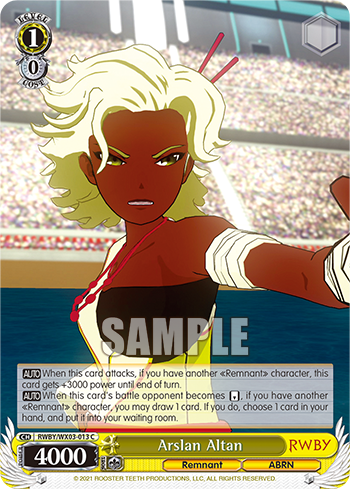 LEVEL
1
0
COST
SAMPLE
AUTO When this card attacks, if you have another «Remnant» character, this
card gets +3000 power until end of turn.
AUTO When this card's battle opponent becomes [ ], if you have another
«Remnant» character, you may draw 1 card. If you do, choose 1 card in your
hand, and put it into your waiting room.
CH RWBY/WX03-013 C
Arslan Altan
RWBY
POWER 4000
Remnant
ABRN
© 2021 ROOSTER TEETH PRODUCTIONS, LLC, ALL RIGHTS RESERVED.